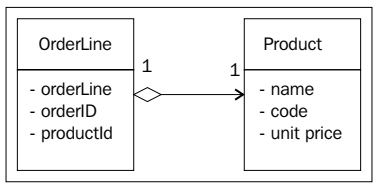 OrderLine
- orderLine
- orderID
- productId
1
1
Product
- name
- code
- unit price